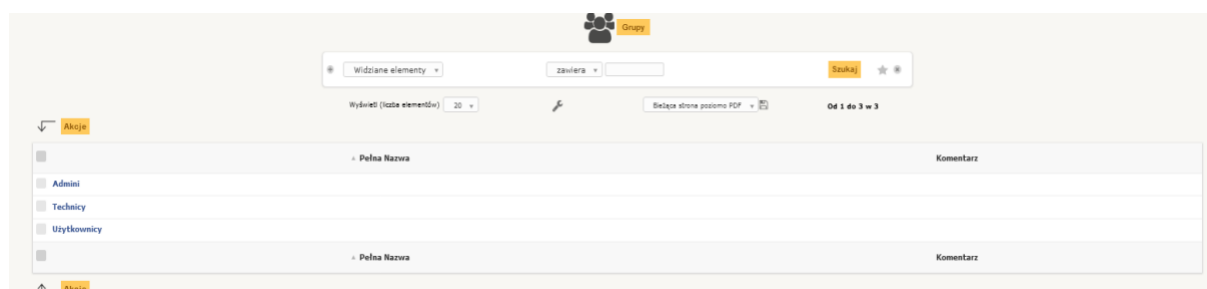 Grupy
Widziane elementy zawiera Szukaj
Wyświetl (liczba elementów) 20 Bieżąca strona poziomo PDF Od 1 do 3 w 3
Akcje
Pełna Nazwa Komentarz
Admini
Technicy
Użytkownicy
Pełna Nazwa Komentarz
Akcje